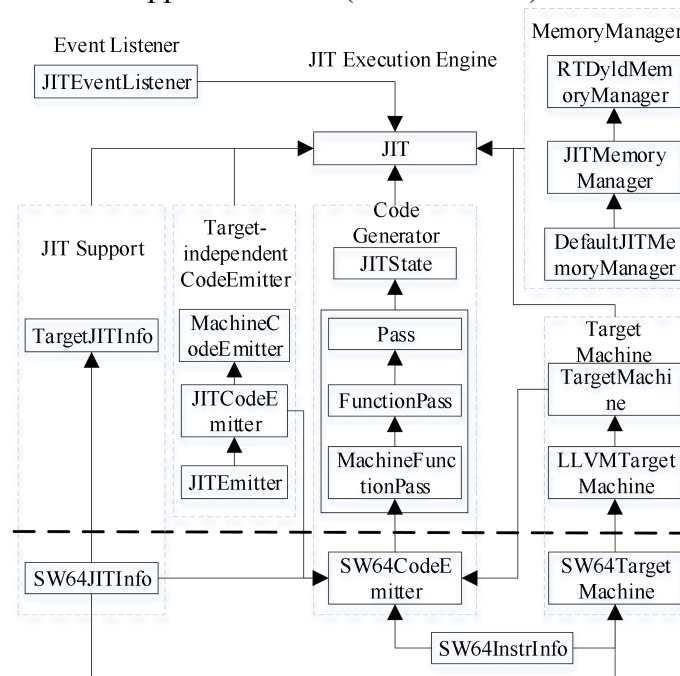 Event Listener
JITEventListener
JIT Execution Engine
JIT
MemoryManager
RTDyldMem
oryManager
JITMemory
Manager
DefaultJITMe
moryManager
JIT Support
TargetJITInfo
SW64JITInfo
Target-
independent
CodeEmitter
MachineC
odeEmitter
JITCodeE
mitter
JITEmitter
Code
Generator
JITState
Pass
FunctionPass
MachineFunc
tionPass
SW64CodeE
mitter
Target
Machine
TargetMachi
ne
LLVMTarget
Machine
SW64Target
Machine
SW64InstrInfo